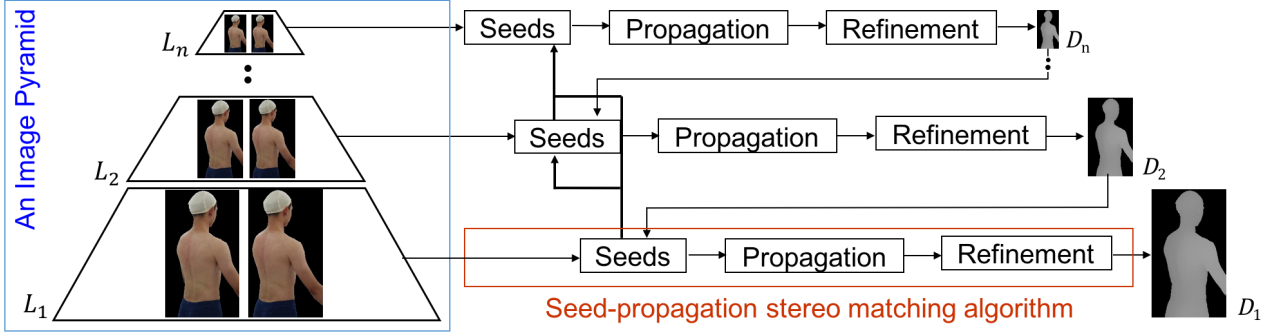 An Image Pyramid
Lₙ
Seeds
Propagation
Refinement
Dₙ
L₂
Seeds
Propagation
Refinement
D₂
L₁
Seeds
Propagation
Refinement
D₁
Seed-propagation stereo matching algorithm